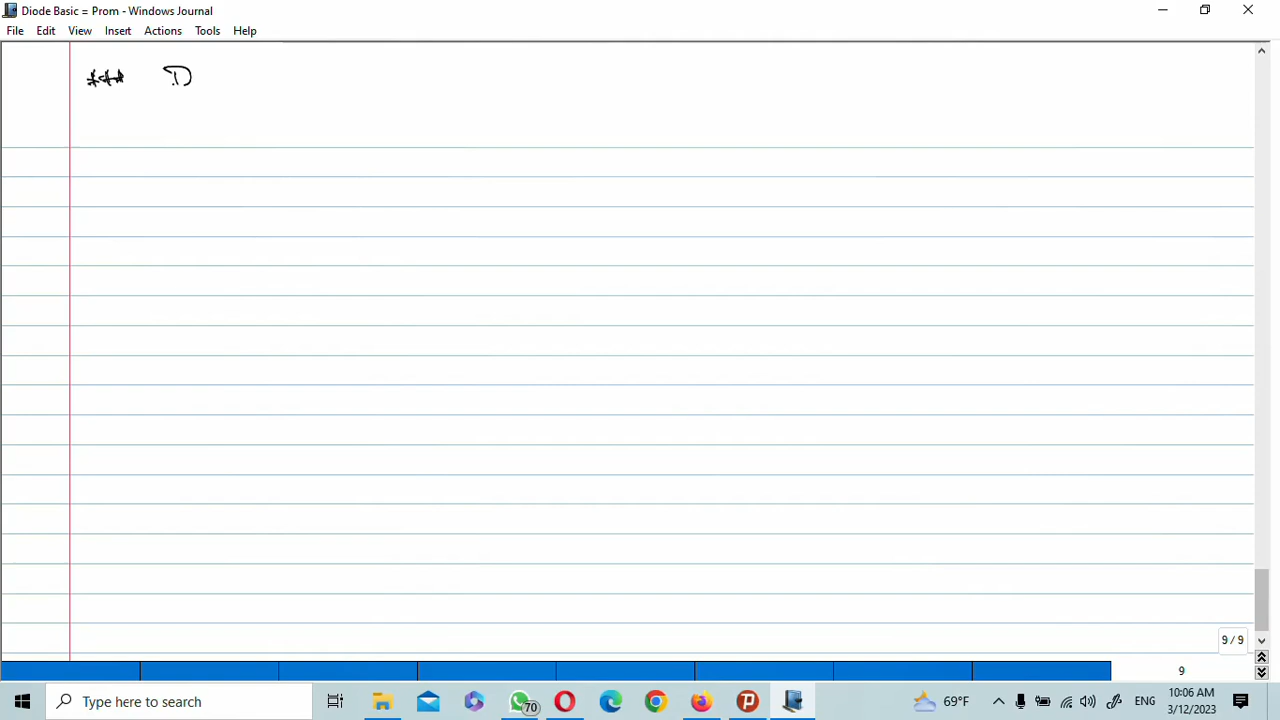 Diode Basic = Prom - Windows Journal
File Edit View Insert Actions Tools Help
*** D
9 / 9
9
Type here to search
70
69°F
ENG
10:06 AM
3/12/2023